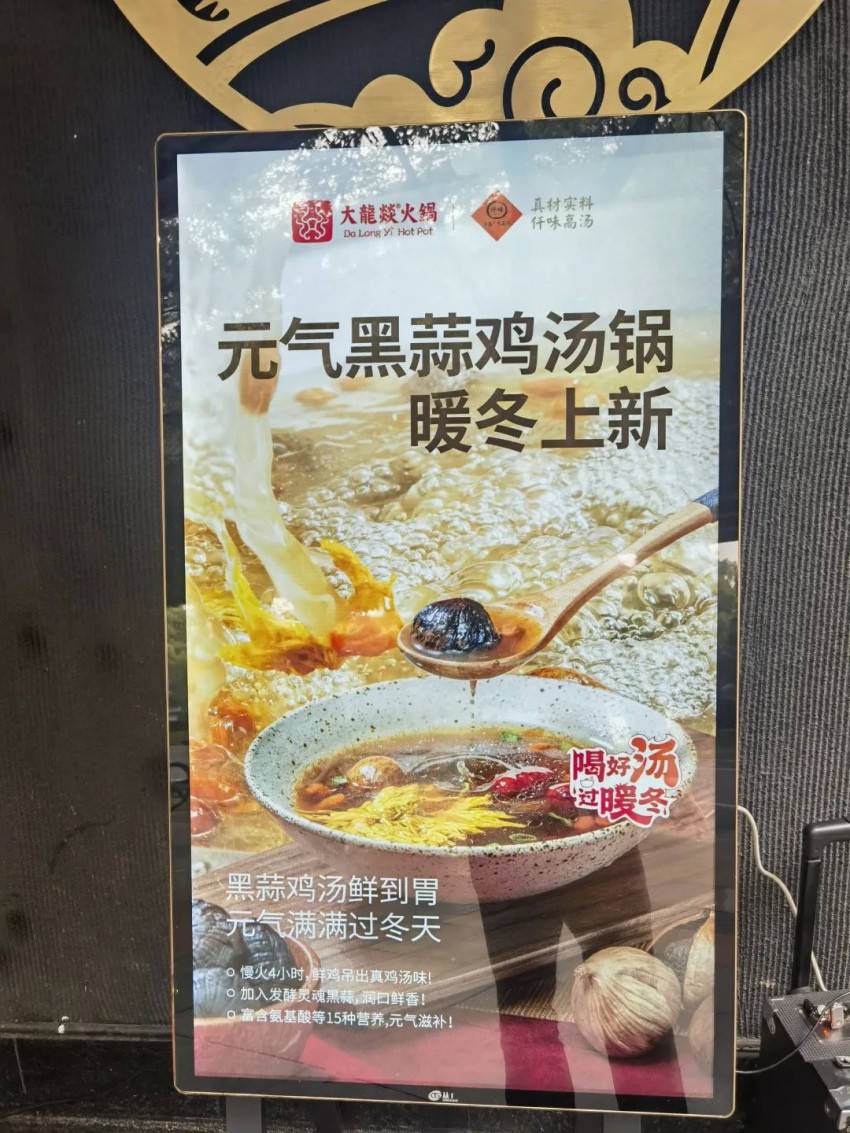 大龍燚®火鍋
Da Long Yi Hot Pot
真材实料
仟味高汤
元气黑蒜鸡汤锅
暖冬上新
喝好汤
过暖冬
黑蒜鸡汤鲜到胃
元气满满过冬天
慢火4小时,鲜鸡吊出真鸡汤味!
加入发酵灵魂黑蒜,润口鲜香!
富含氨基酸等15种营养,元气滋补!